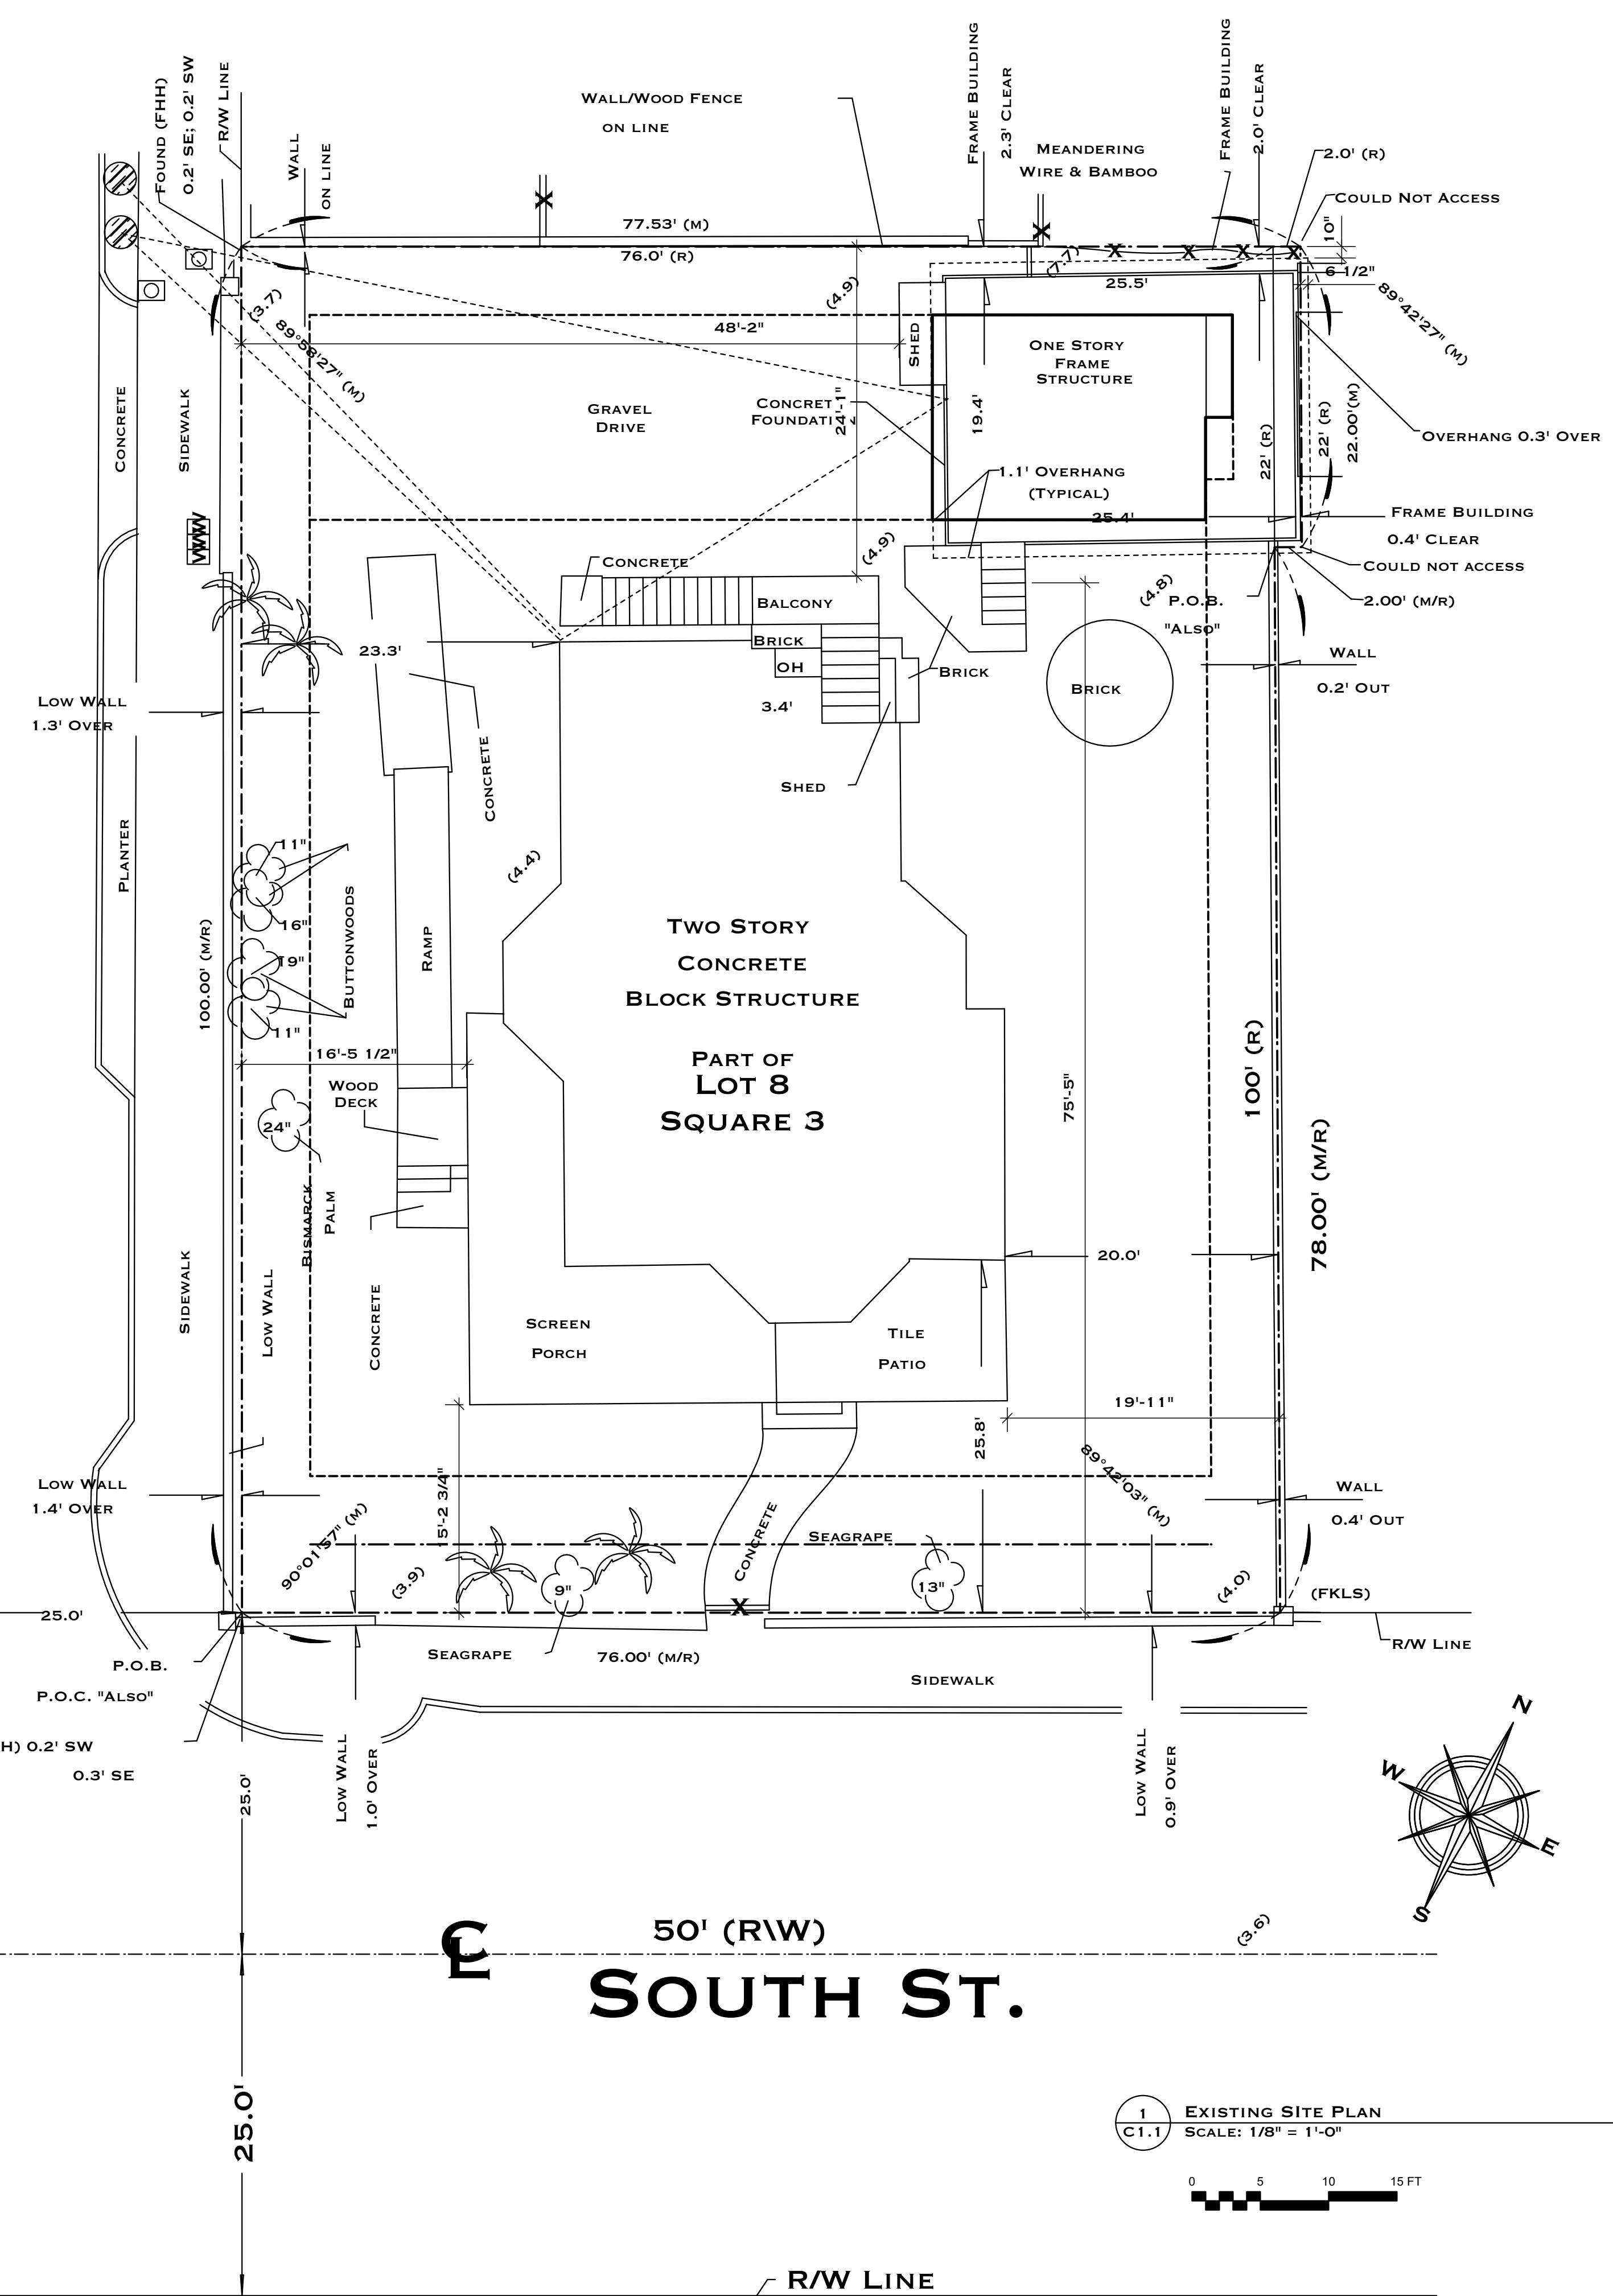 FOUND (FHH)
0.2' SE; 0.2' SW
R/W LINE
WALL
ON LINE
WALL/WOOD FENCE
ON LINE
FRAME BUILDING
2.3' CLEAR
MEANDERING
WIRE & BAMBOO
FRAME BUILDING
2.0' CLEAR
2.0' (R)
COULD NOT ACCESS
10"
6 1/2"
89°42'27" (M)
X
X
X
X
X
X
77.53' (M)
76.0' (R)
(3.7)
89°58'27" (M)
(4.9)
(7.7)
25.5'
48'-2"
SHED
ONE STORY
FRAME
STRUCTURE
CONCRETE
SIDEWALK
GRAVEL
DRIVE
CONCRET
FOUNDATI
24'-1"
19.4'
22' (R)
22' (R)
22.00'(M)
OVERHANG 0.3' OVER
1.1' OVERHANG
(TYPICAL)
25.4'
FRAME BUILDING
0.4' CLEAR
COULD NOT ACCESS
WW
CONCRETE
(4.9)
(4.8)
P.O.B.
"ALSO"
2.00' (M/R)
BALCONY
BRICK
OH
3.4'
BRICK
BRICK
SHED
23.3'
WALL
0.2' OUT
LOW WALL
1.3' OVER
CONCRETE
PLANTER
(4.4)
11"
16"
19"
11"
BUTTONWOODS
RAMP
100.00' (M/R)
TWO STORY
CONCRETE
BLOCK STRUCTURE
PART OF
LOT 8
SQUARE 3
16'-5 1/2"
WOOD
DECK
24"
BISMARCK
PALM
75'-5"
100' (R)
78.00' (M/R)
SIDEWALK
LOW WALL
CONCRETE
20.0'
SCREEN
PORCH
TILE
PATIO
19'-11"
25.8'
89°42'03" (M)
15'-2 3/4"
LOW WALL
1.4' OVER
WALL
0.4' OUT
90°01'57" (M)
(3.9)
9"
CONCRETE
SEAGRAPE
13"
(4.0)
(FKLS)
X
25.0'
P.O.B.
P.O.C. "ALSO"
H) 0.2' SW
0.3' SE
SEAGRAPE
76.00' (M/R)
SIDEWALK
R/W LINE
25.0'
LOW WALL
1.0' OVER
LOW WALL
0.9' OVER
N
W
E
S
CL
50' (R\W)
(3.6)
SOUTH ST.
25.0'
1
C1.1
EXISTING SITE PLAN
SCALE: 1/8" = 1'-0"
0 5 10 15 FT
R/W LINE